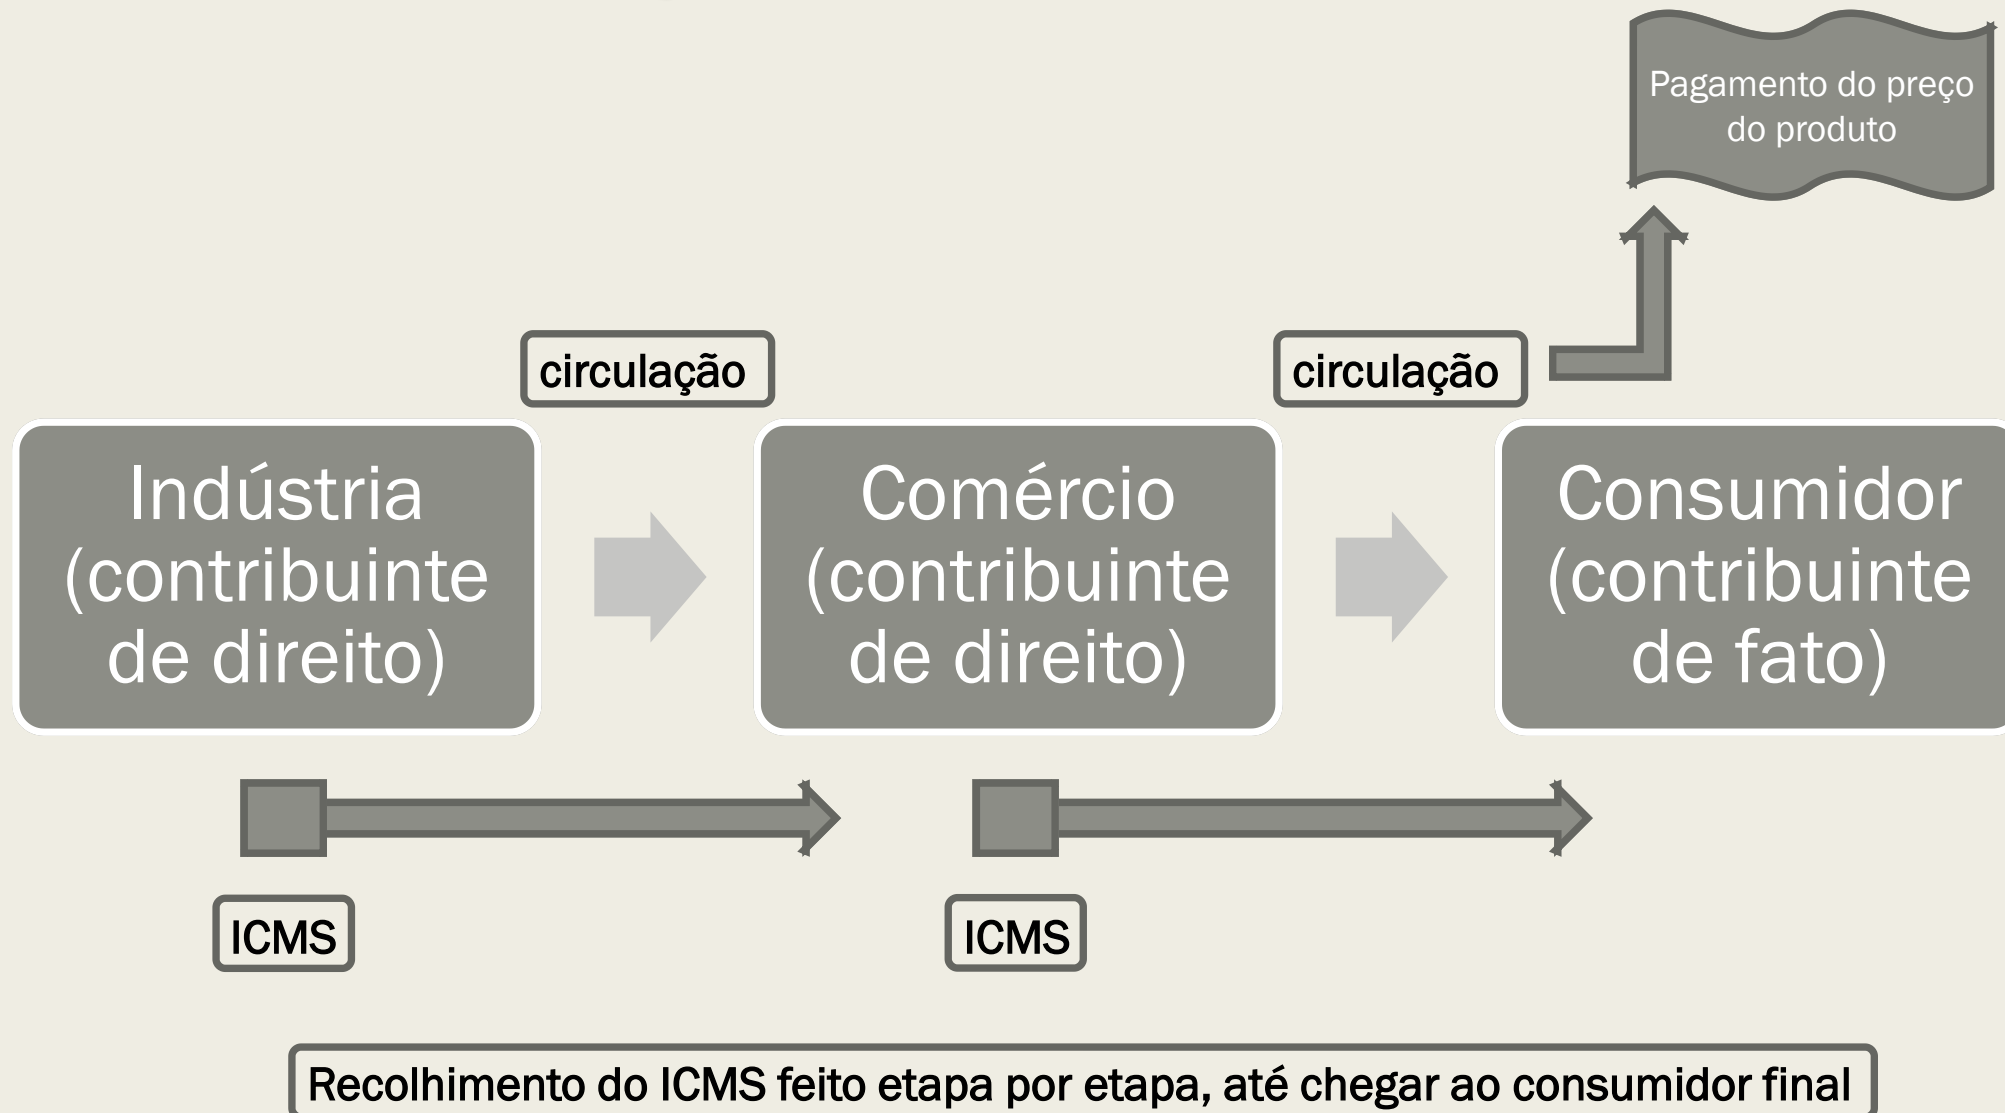 Pagamento do preço
do produto
circulação
circulação
Indústria
(contribuinte
de direito)
Comércio
(contribuinte
de direito)
Consumidor
(contribuinte
de fato)
ICMS
ICMS
Recolhimento do ICMS feito etapa por etapa, até chegar ao consumidor final